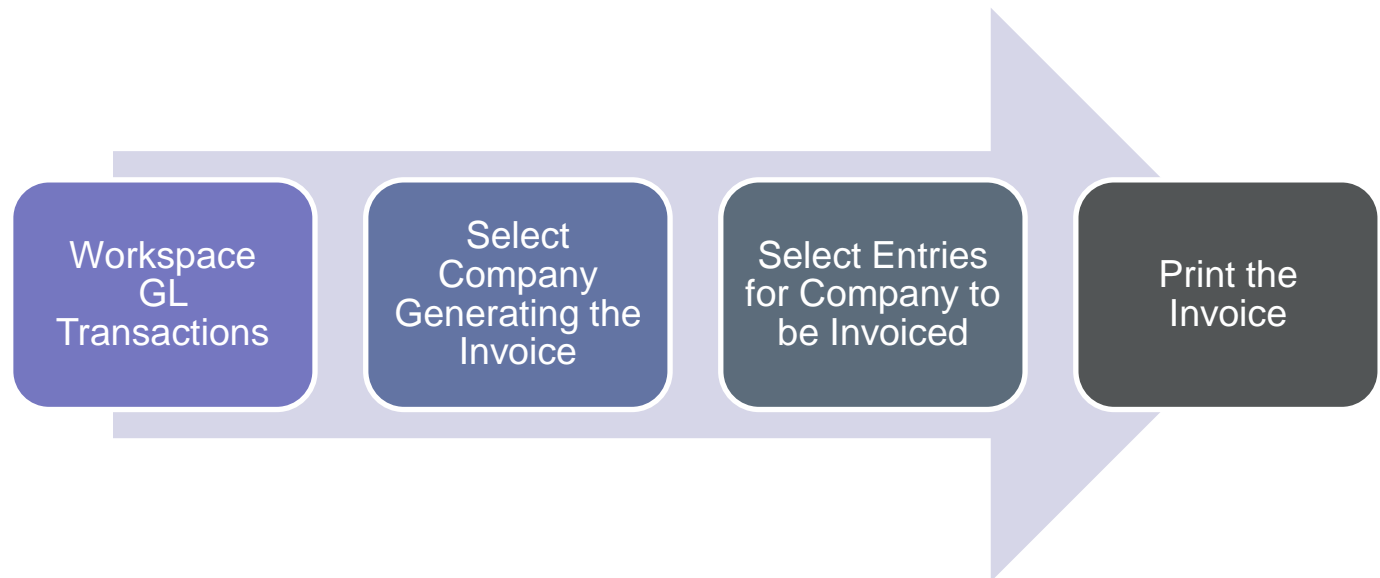 Workspace
GL
Transactions
Select
Company
Generating the
Invoice
Select Entries
for Company to
be Invoiced
Print the
Invoice